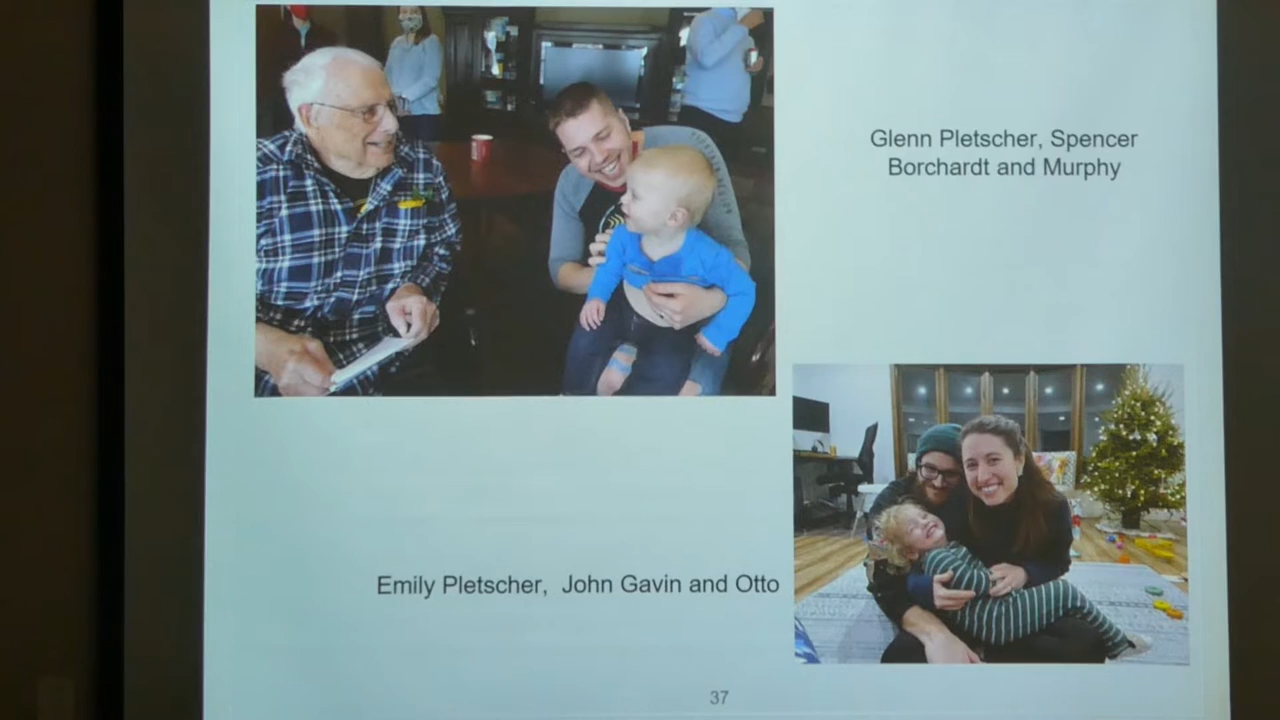 Glenn Pletscher, Spencer
Borchardt and Murphy
Emily Pletscher, John Gavin and Otto
37